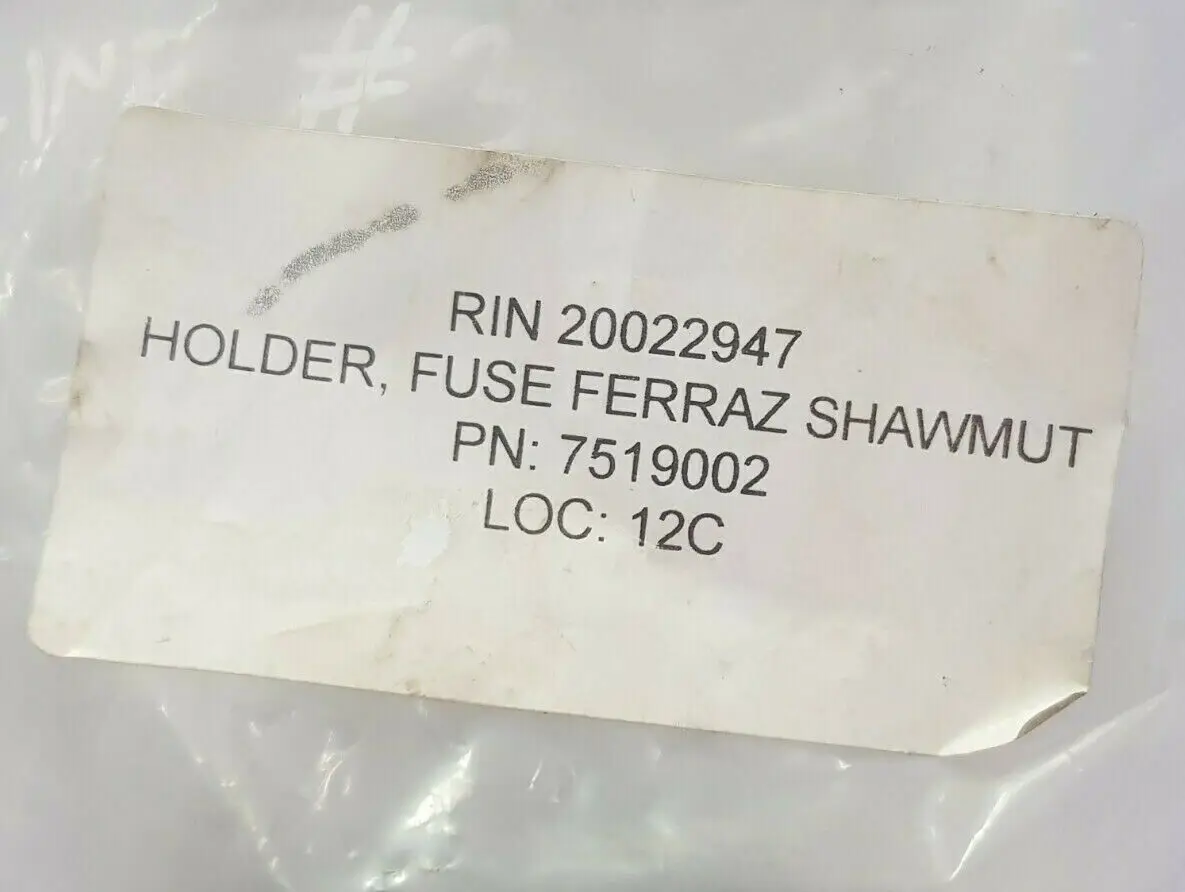 #
RIN 20022947
HOLDER, FUSE FERRAZ SHAWMUT
PN: 7519002
LOC: 12C